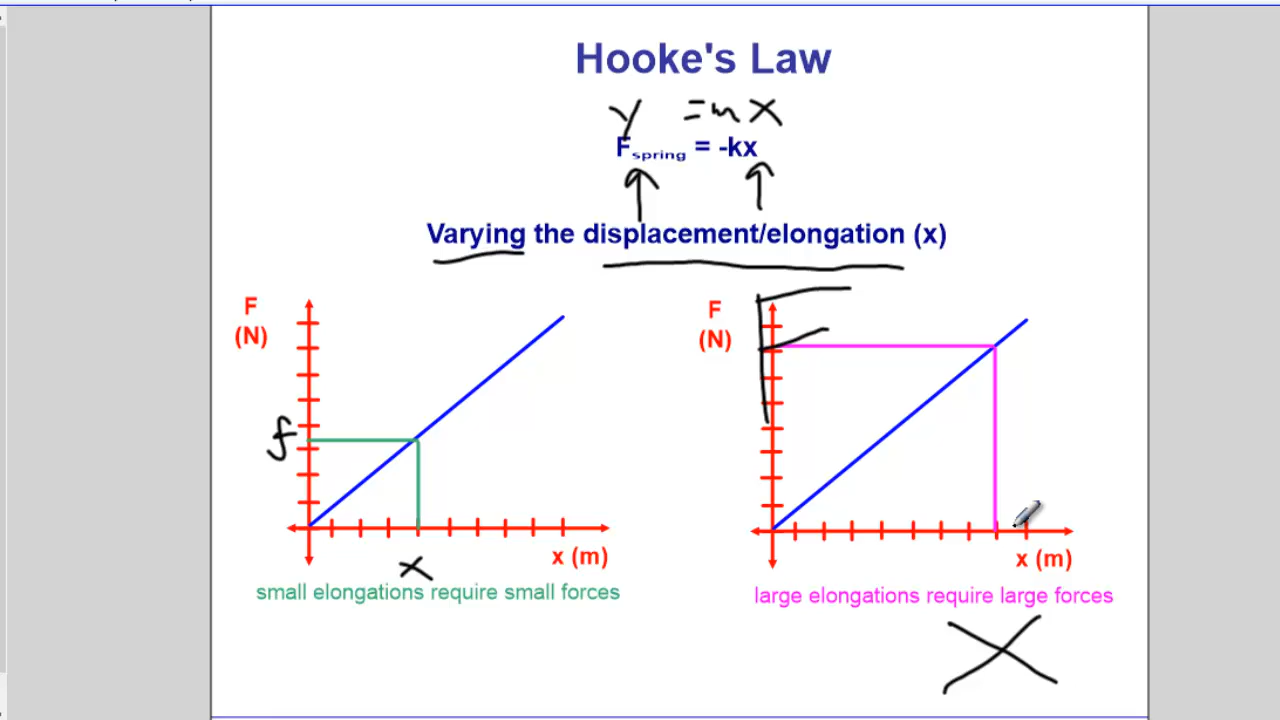 Hooke's Law
y = m x
Fspring = -kx
Varying the displacement/elongation (x)
F
(N)
f
x (m)
x
small elongations require small forces
F
(N)
F
x (m)
large elongations require large forces
X